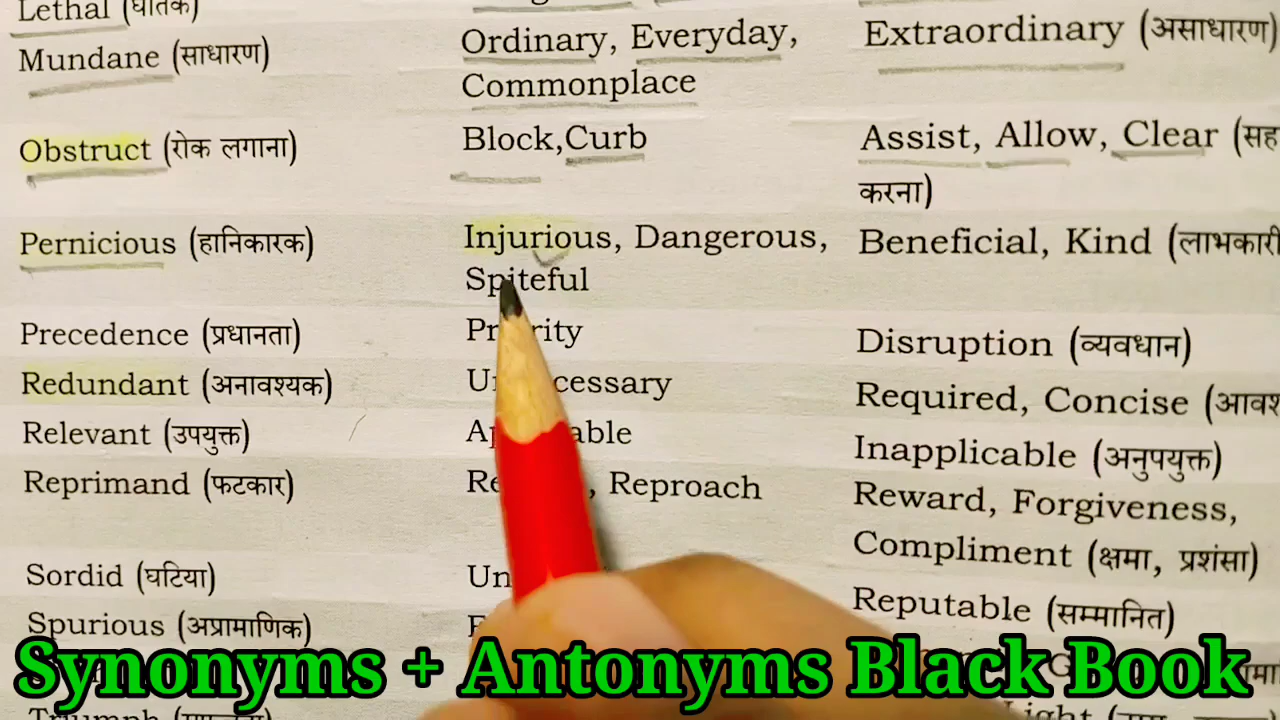 Lethal (घातक)
Mundane (साधारण) Ordinary, Everyday, Extraordinary (असाधारण)
Commonplace
Obstruct (रोक लगाना) Block,Curb Assist, Allow, Clear (सह
करना)
Pernicious (हानिकारक) Injurious, Dangerous, Beneficial, Kind (लाभकारी
Spiteful
Precedence (प्रधानता) Disruption (व्यवधान)
Redundant (अनावश्यक) Required, Concise (आवश
Relevant (उपयुक्त) Inapplicable (अनुपयुक्त)
Reprimand (फटकार) Reproach Reward, Forgiveness,
Compliment (क्षमा, प्रशंसा)
Sordid (घटिया) Reputable (सम्मानित)
Spurious (अप्रामाणिक)
Synonyms + Antonyms Black Book
Triumph Light